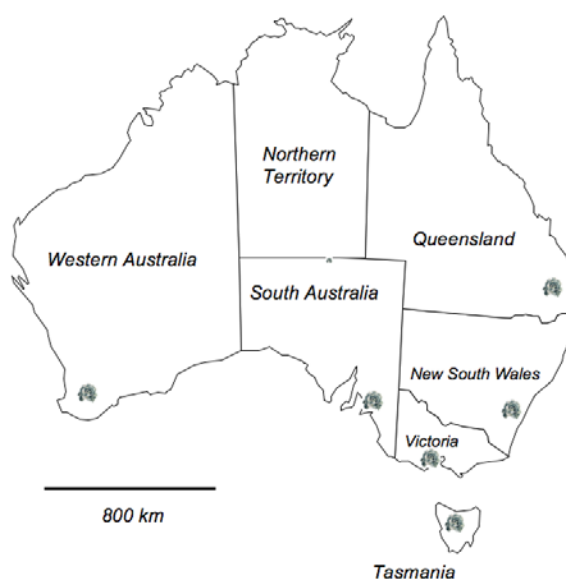 Northern
Territory
Western Australia
Queensland
South Australia
New South Wales
Victoria
800 km
Tasmania